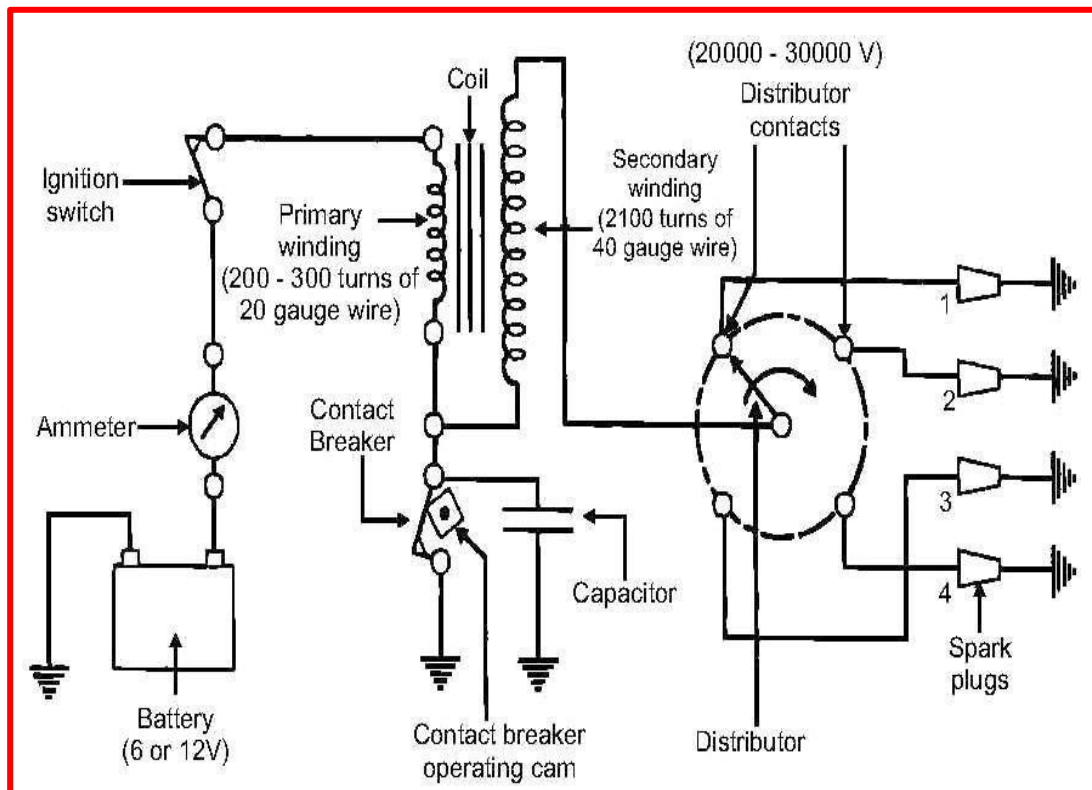 (20000 - 30000 V)
Distributor
contacts
Coil
Secondary
winding
(2100 turns of
40 gauge wire)
Ignition
switch
Primary
winding
(200 - 300 turns of
20 gauge wire)
1
2
Contact
Breaker
Ammeter
3
4
Capacitor
Spark
plugs
Battery
(6 or 12V)
Contact breaker
operating cam
Distributor